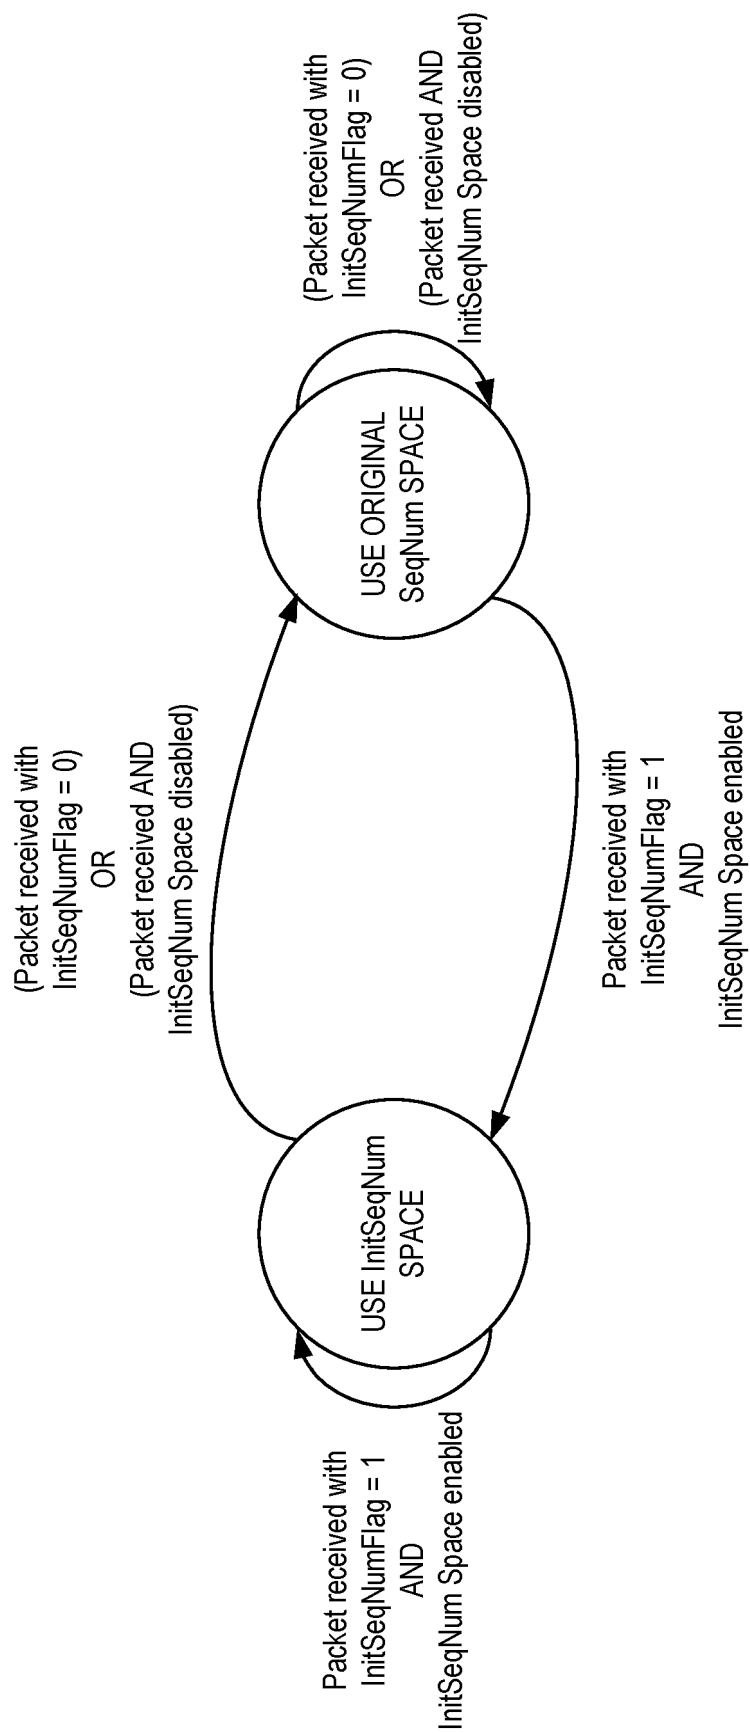 Packet received with
InitSeqNumFlag = 1
AND
InitSeqNum Space enabled
USE InitSeqNum
SPACE
(Packet received with
InitSeqNumFlag = 0)
OR
(Packet received AND
InitSeqNum Space disabled)
Packet received with
InitSeqNumFlag = 1
AND
InitSeqNum Space enabled
USE ORIGINAL
SeqNum SPACE
(Packet received with
InitSeqNumFlag = 0)
OR
(Packet received AND
InitSeqNum Space disabled)